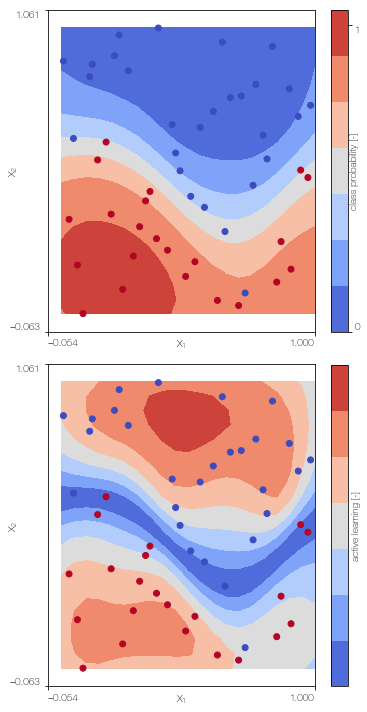 1.061
X₂
−0.063
−0.054
X₁
1.000
1
class probability [-]
0
1.061
X₂
−0.063
−0.054
X₁
1.000
active learning [-]